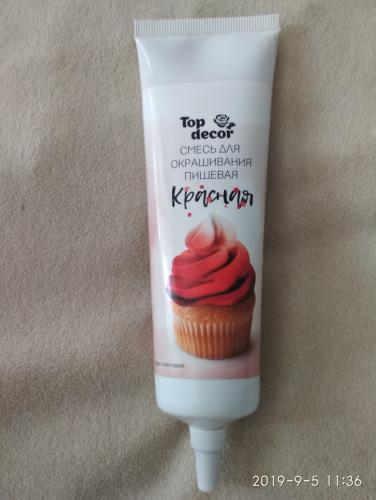 Top
decor
СМЕСЬ ДЛЯ
ОКРАШИВАНИЯ
ПИЩЕВАЯ
Красная
2019-9-5 11:36